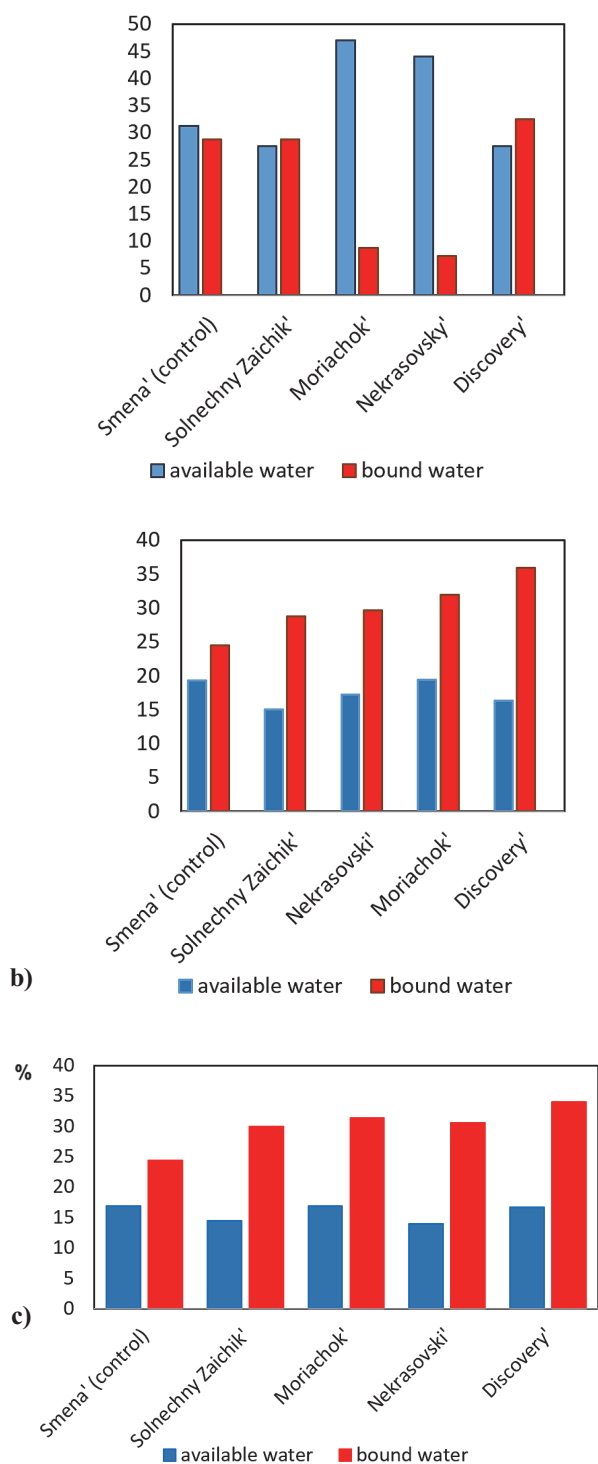 50
45
40
35
30
25
20
15
10
5
0
Smena' (control)
Solnechny Zaichik'
Moriachok'
Nekrasovsky'
Discovery'
available water bound water
40
35
30
25
20
15
10
5
0
Smena' (control)
Solnechny Zaichik'
Nekrasovski'
Moriachok'
Discovery'
b)
available water bound water
%
40
35
30
25
20
15
10
5
0
c)
Smena' (control)
Solnechny Zaichik'
Moriachok'
Nekrasovski'
Discovery'
available water bound water